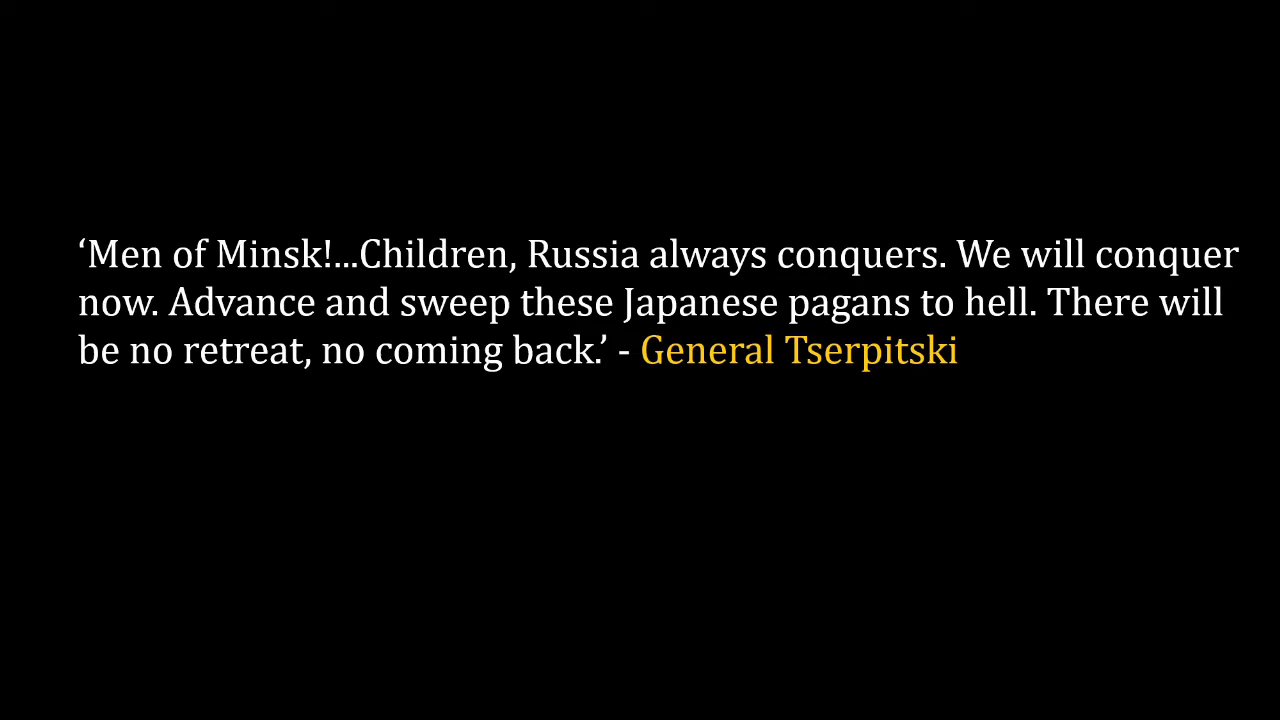 ‘Men of Minsk!...Children, Russia always conquers. We will conquer
now. Advance and sweep these Japanese pagans to hell. There will
be no retreat, no coming back.’ - General Tserpitski